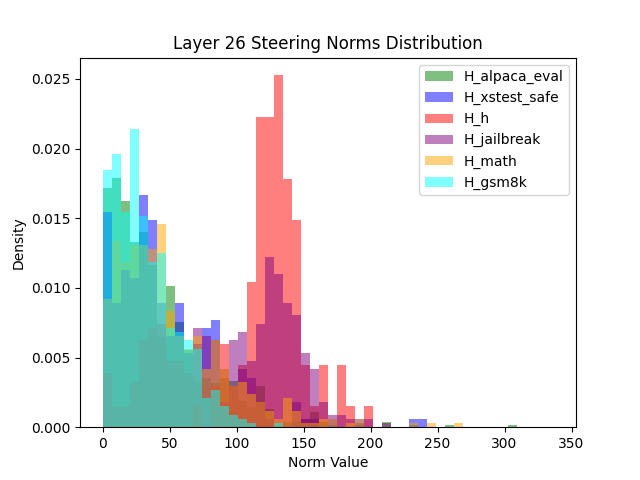 Layer 26 Steering Norms Distribution
H_alpaca_eval
H_xstest_safe
H_h
H_jailbreak
H_math
H_gsm8k
Density
0.025
0.020
0.015
0.010
0.005
0.000
0 50 100 150 200 250 300 350
Norm Value